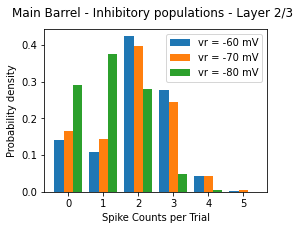 Main Barrel - Inhibitory populations - Layer 2/3
vr = -60 mV
vr = -70 mV
vr = -80 mV
Probability density
0.4
0.3
0.2
0.1
0.0
0 1 2 3 4 5
Spike Counts per Trial